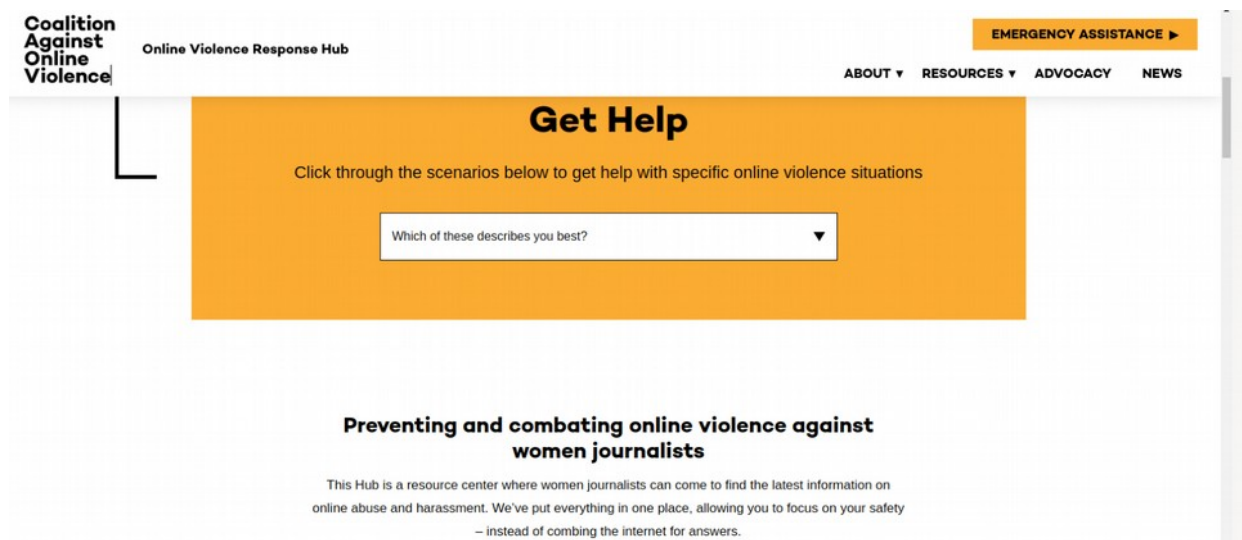 Coalition
Against
Online
Violence
Online Violence Response Hub
EMERGENCY ASSISTANCE ▶
ABOUT ▼ RESOURCES ▼ ADVOCACY NEWS
Get Help
Click through the scenarios below to get help with specific online violence situations
Which of these describes you best? ▼
Preventing and combating online violence against
women journalists
This Hub is a resource center where women journalists can come to find the latest information on
online abuse and harassment. We’ve put everything in one place, allowing you to focus on your safety
– instead of combing the internet for answers.